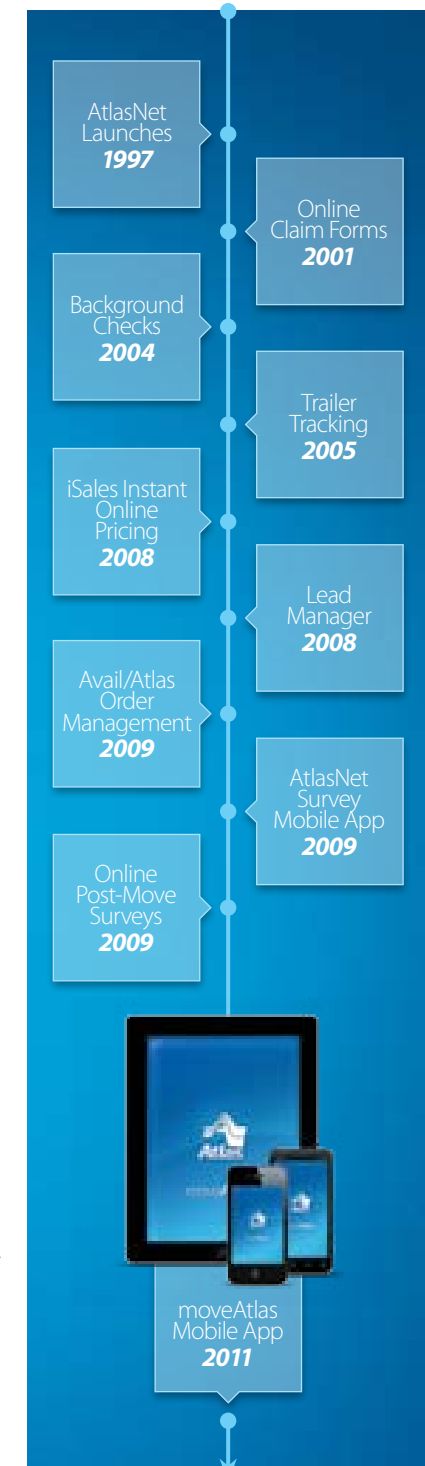 AtlasNet
Launches
1997
Online
Claim Forms
2001
Background
Checks
2004
Trailer
Tracking
2005
iSales Instant
Online
Pricing
2008
Lead
Manager
2008
Avail/Atlas
Order
Management
2009
AtlasNet
Survey
Mobile App
2009
Online
Post-Move
Surveys
2009
Atlas
moveAtlas
Mobile App
2011